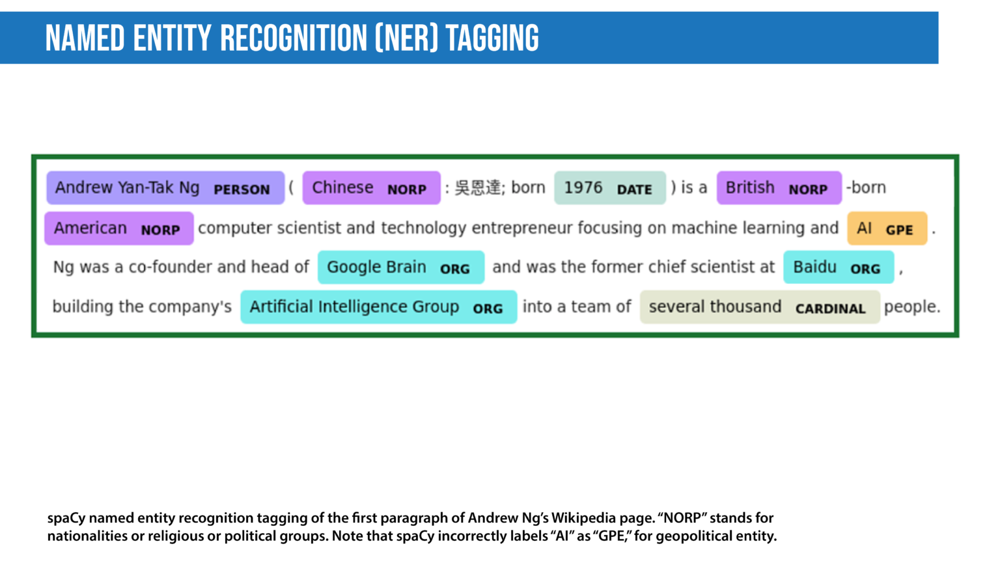 NAMED ENTITY RECOGNITION (NER) TAGGING
Andrew Yan-Tak Ng PERSON ( Chinese NORP : 吳恩達; born 1976 DATE ) is a British NORP -born
American NORP computer scientist and technology entrepreneur focusing on machine learning and AI GPE .
Ng was a co-founder and head of Google Brain ORG and was the former chief scientist at Baidu ORG ,
building the company's Artificial Intelligence Group ORG into a team of several thousand CARDINAL people.
spaCy named entity recognition tagging of the first paragraph of Andrew Ng’s Wikipedia page. “NORP” stands for
nationalities or religious or political groups. Note that spaCy incorrectly labels “AI” as “GPE,” for geopolitical entity.